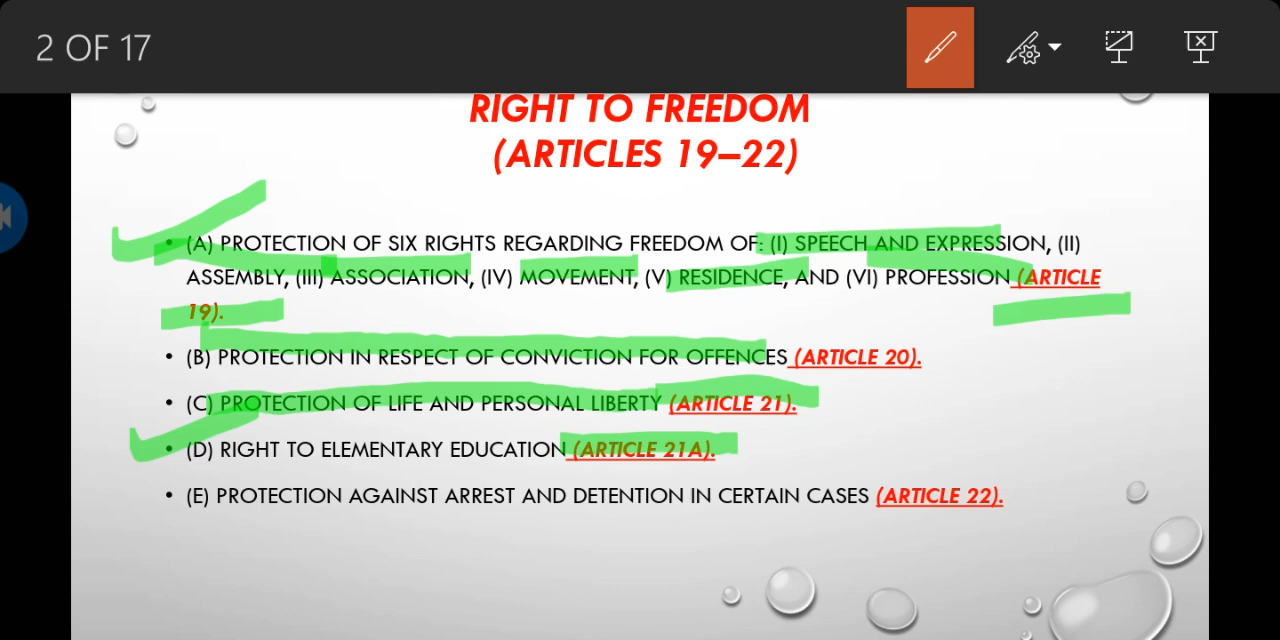 2 OF 17
RIGHT TO FREEDOM
(ARTICLES 19–22)
• (A) PROTECTION OF SIX RIGHTS REGARDING FREEDOM OF: (I) SPEECH AND EXPRESSION, (II)
ASSEMBLY, (III) ASSOCIATION, (IV) MOVEMENT, (V) RESIDENCE, AND (VI) PROFESSION (ARTICLE
19).
• (B) PROTECTION IN RESPECT OF CONVICTION FOR OFFENCES (ARTICLE 20).
• (C) PROTECTION OF LIFE AND PERSONAL LIBERTY (ARTICLE 21).
• (D) RIGHT TO ELEMENTARY EDUCATION (ARTICLE 21A).
• (E) PROTECTION AGAINST ARREST AND DETENTION IN CERTAIN CASES (ARTICLE 22).